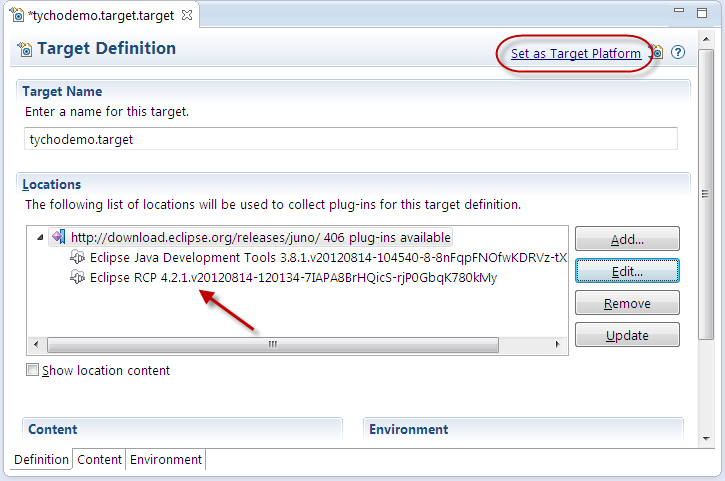 *tychodemo.target.target
Target Definition
Set as Target Platform
Target Name
Enter a name for this target.
tychodemo.target
Locations
The following list of locations will be used to collect plug-ins for this target definition.
http://download.eclipse.org/releases/juno/ 406 plug-ins available
Eclipse Java Development Tools 3.8.1.v20120814-104540-8-8nFqpFNOfwKDRVz-tX
Eclipse RCP 4.2.1.v20120814-120134-7IAPA8BrHQicS-rjP0GbqK780kMy
Add...
Edit...
Remove
Update
Show location content
Content
Environment
Definition
Content
Environment